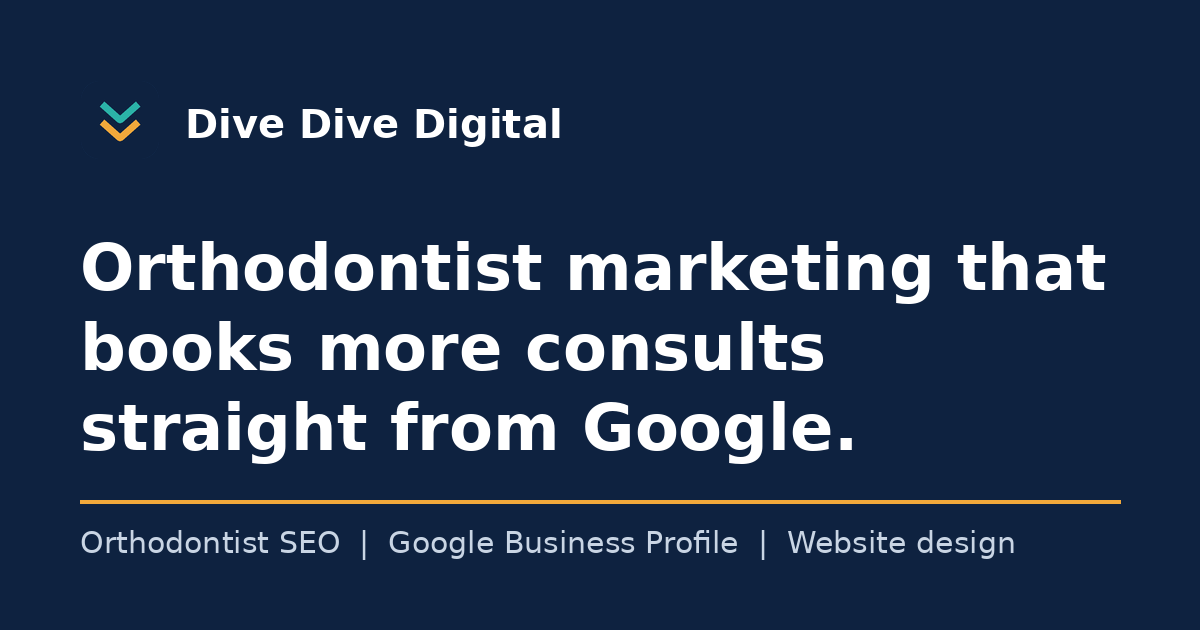 Dive Dive Digital
Orthodontist marketing that
books more consults
straight from Google.
Orthodontist SEO | Google Business Profile | Website design